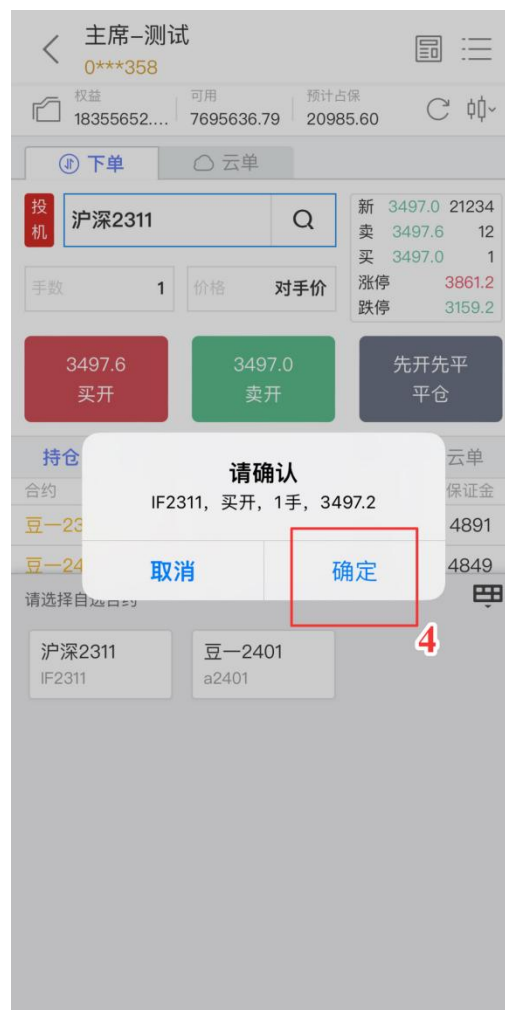 主席-测试
0***358
权益 可用 预计占保
18355652.... 7695636.79 20985.60
下单 云单
投机 沪深2311
新 3497.0 21234
卖 3497.6 12
买 3497.0 1
涨停 3861.2
跌停 3159.2
手数 1 价格 对手价
3497.6 3497.0 先开先平
买开 卖开 平仓
持仓 云单
合约 保证金
豆一23 4891
豆一24 4849
请确认
IF2311, 买开, 1手, 3497.2
取消 确定
4
请选择自选合约
沪深2311 豆一2401
IF2311 a2401